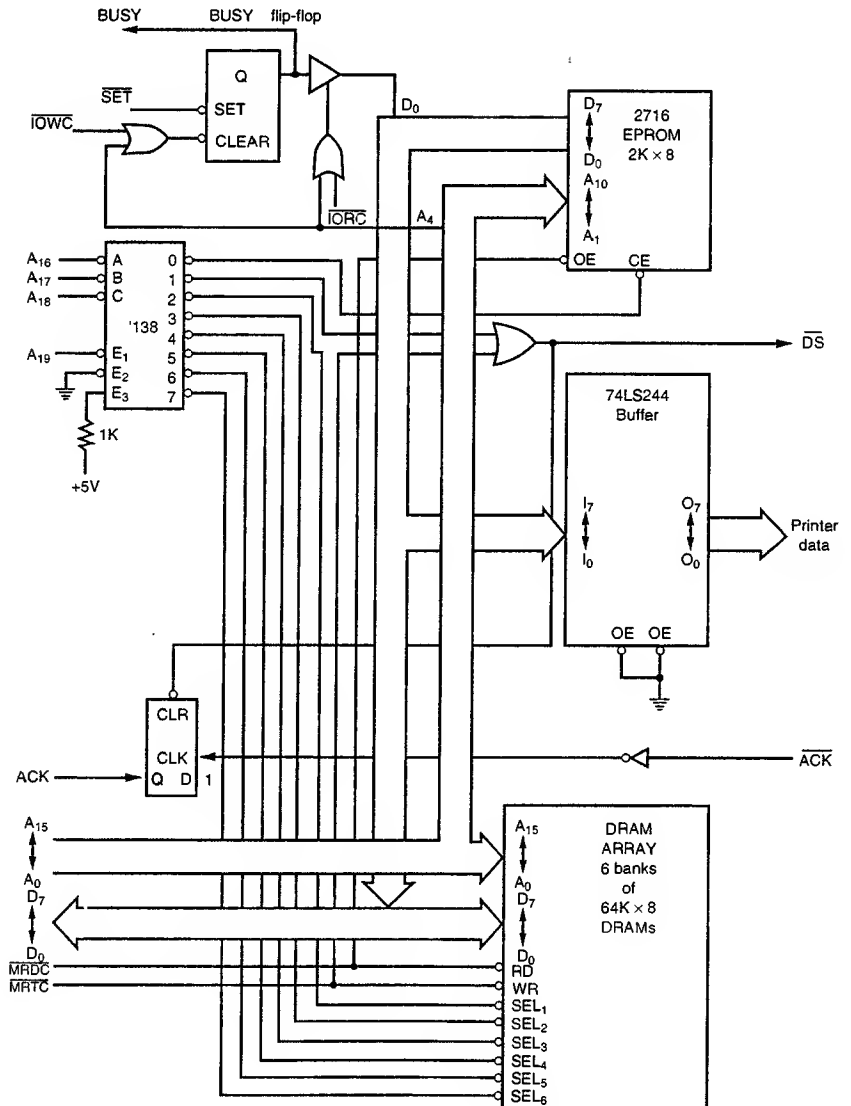 BUSY
BUSY flip-flop
Q
SET
CLEAR
SET
IOWC
IORC
D0
A4
D7
D0
A10
A1
2716
EPROM
2K × 8
OE
CE
A16
A17
A18
A19
A
B
C
'138
E1
E2
E3
0
1
2
3
4
5
6
7
1K
+5V
DS
74LS244
Buffer
I7
I0
O7
O0
Printer
data
OE OE
CLR
CLK
Q D
1
ACK
ACK
A15
A0
D7
D0
MRDC
MRTC
A15
A0
D7
D0
RD
WR
SEL1
SEL2
SEL3
SEL4
SEL5
SEL6
DRAM
ARRAY
6 banks
of
64K × 8
DRAMs